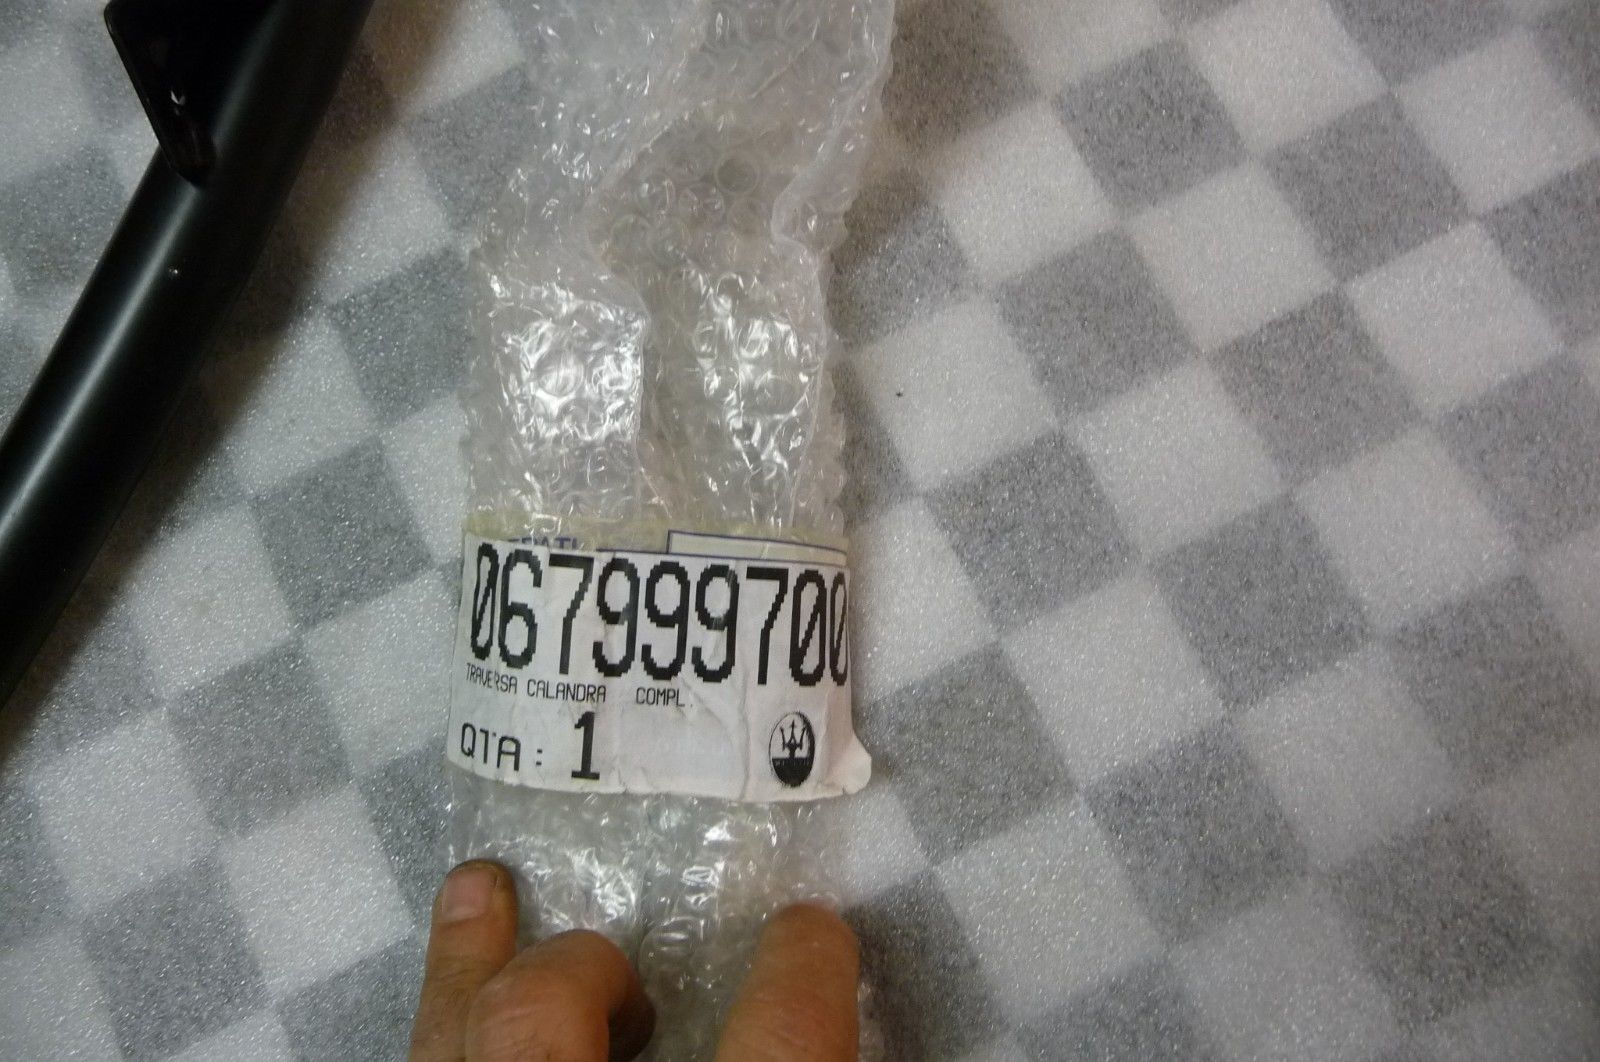 067999700
TRAVERSA CALANDRA COMPL.
QTA: 1